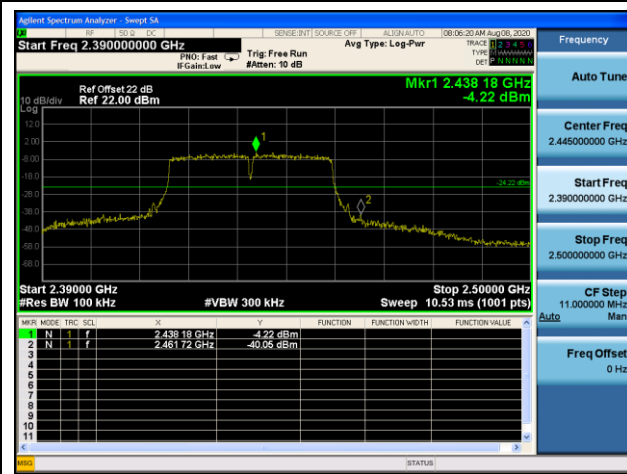 Agilent Spectrum Analyzer - Swept SA
RF 50 Ω DC SENSE:INT SOURCE OFF ALIGNAUTO 08:06:20 AM Aug 08, 2020
Start Freq 2.390000000 GHz
PNO: Fast
IFGain:Low
Trig: Free Run
#Atten: 10 dB
Avg Type: Log-Pwr
TRACE 1 2 3 4 5 6
TYPE M
DET P N N N N N
Frequency
Auto Tune
Center Freq
2.445000000 GHz
Start Freq
2.390000000 GHz
Stop Freq
2.500000000 GHz
CF Step
11.000000 MHz
Auto Man
Freq Offset
0 Hz
Mkr1 2.438 18 GHz
-4.22 dBm
Ref Offset 22 dB
10 dB/div Ref 22.00 dBm
Log
12.0
2.00
-8.00
-18.0
-28.0
-38.0
-48.0
-58.0
-68.0
1
-24.22 dBm
2
Start 2.39000 GHz Stop 2.50000 GHz
#Res BW 100 kHz #VBW 300 kHz Sweep 10.53 ms (1001 pts)
MKR MODE TRC SCL X Y FUNCTION FUNCTION WIDTH FUNCTION VALUE
1 N 1 f 2.438 18 GHz -4.22 dBm
2 N 1 f 2.461 72 GHz -40.05 dBm
3
4
5
6
7
8
9
10
11
MSG STATUS